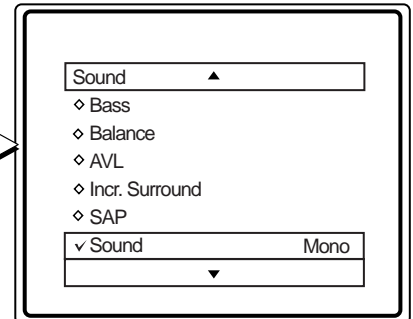 Sound ▲
◇ Bass
◇ Balance
◇ AVL
◇ Incr. Surround
◇ SAP
✓ Sound Mono
▼